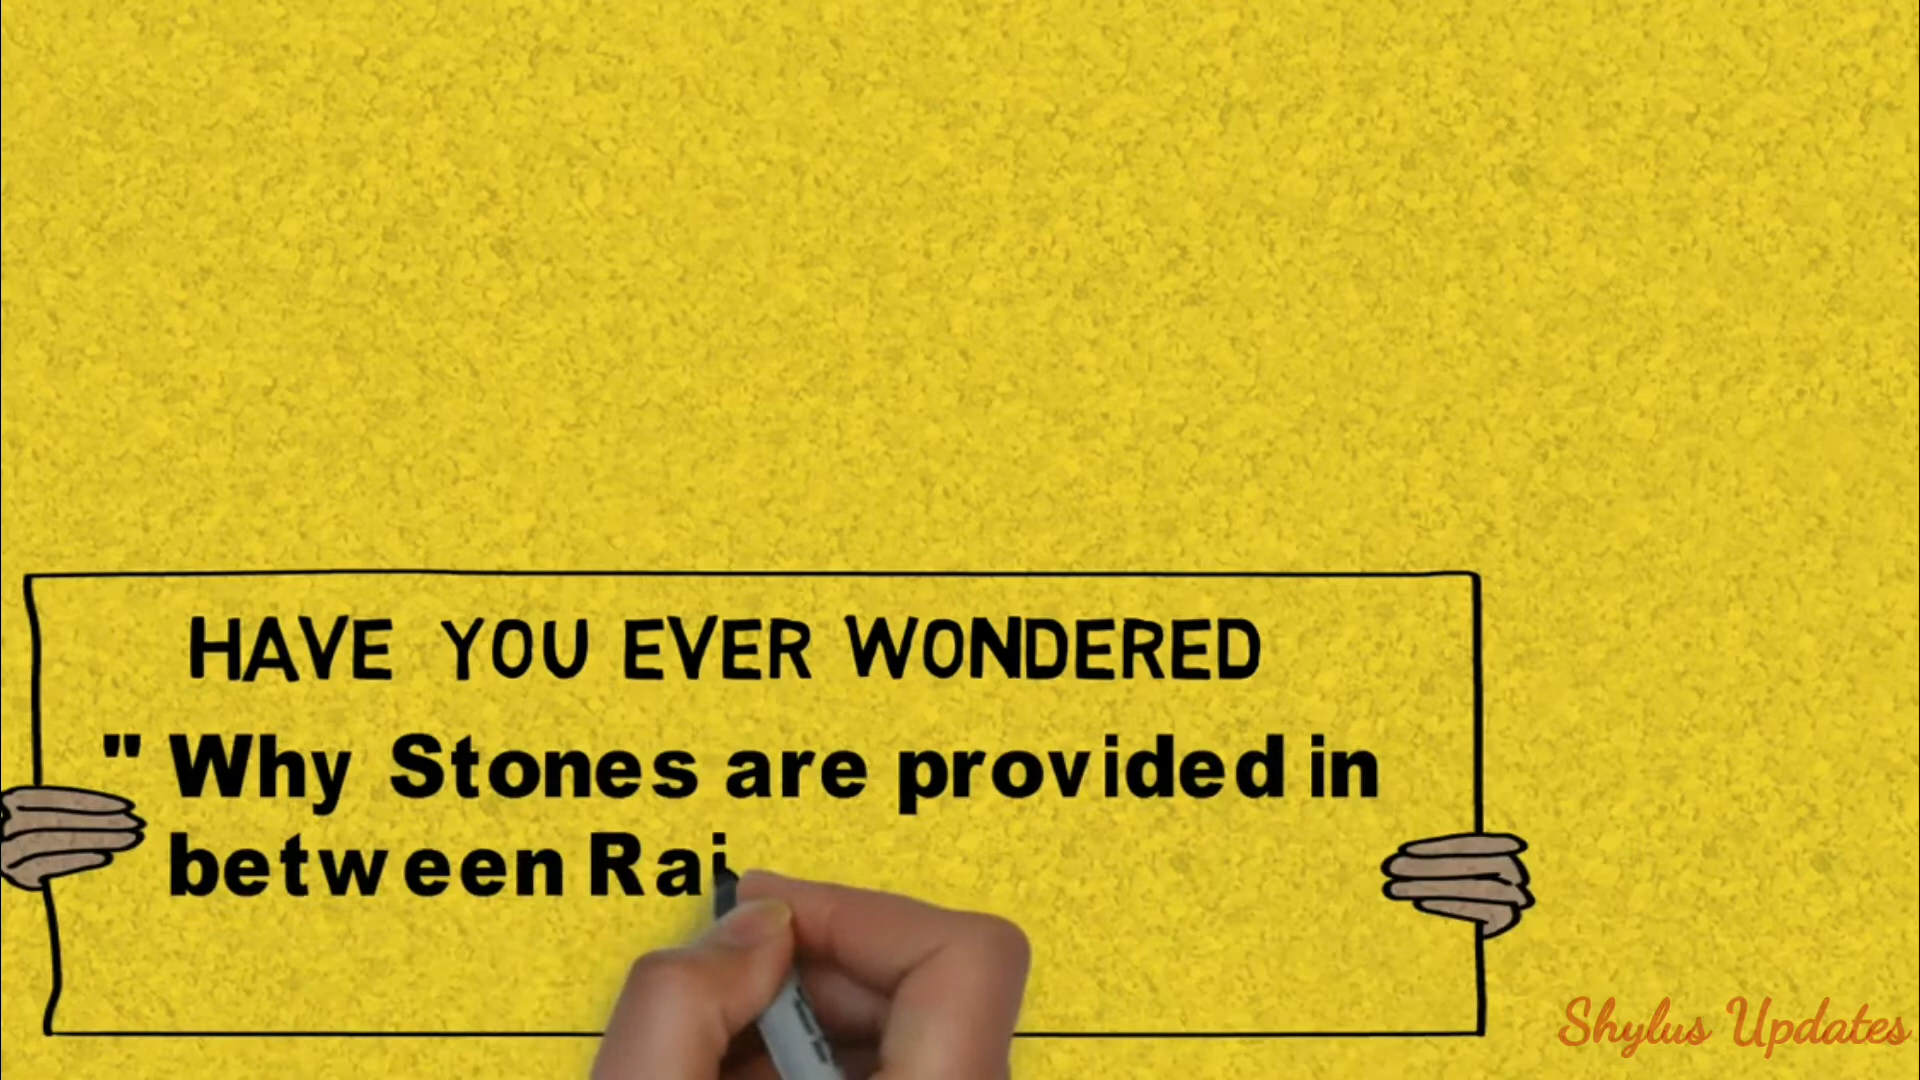 HAVE YOU EVER WONDERED
" Why Stones are provided in
between Rai
Shylus Updates